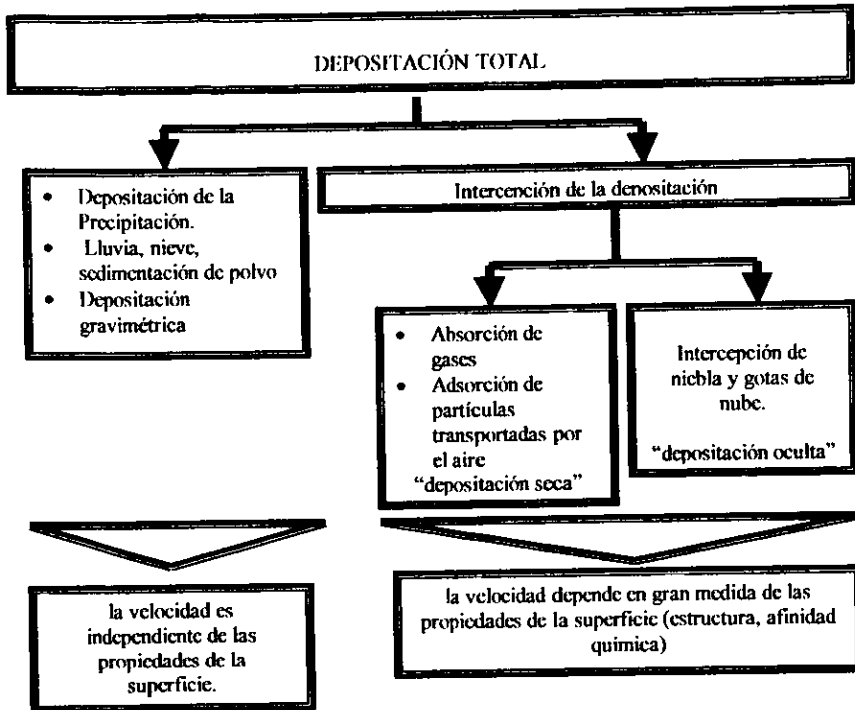 DEPOSITACIÓN TOTAL
• Depositación de la
Precipitación.
• Lluvia, nieve,
sedimentación de polvo
• Depositación
gravimétrica
Intercención de la denositación
• Absorción de
gases
• Adsorción de
partículas
transportadas por
el aire
“depositación seca”
Intercepción de
niebla y gotas de
nube.
“depositación oculta”
la velocidad es
independiente de las
propiedades de la
superficie.
la velocidad depende en gran medida de las
propiedades de la superficie (estructura, afinidad
química)